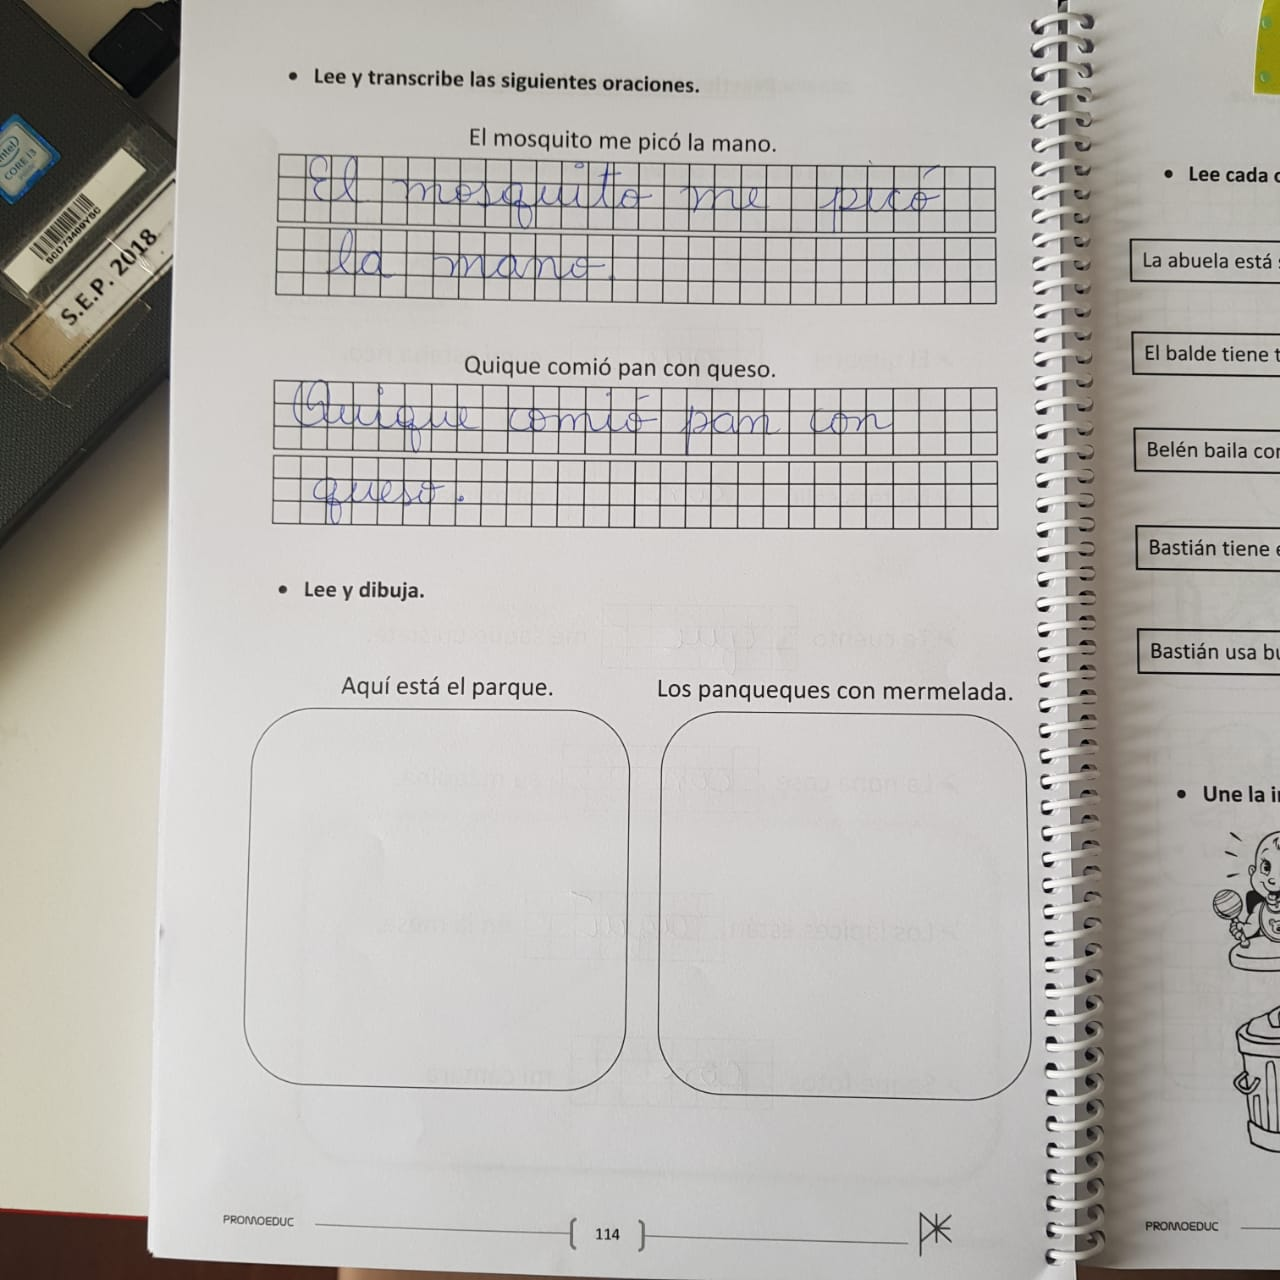 • Lee y transcribe las siguientes oraciones.
El mosquito me picó la mano.
El mosquito me picó
la mano.
Quique comió pan con queso.
Quique comió pan con
queso.
• Lee y dibuja.
Aquí está el parque.
Los panqueques con mermelada.
PROMOEDUC
114
• Lee cada
La abuela está
El balde tiene
Belén baila
Bastián tiene
Bastián usa
• Une la
PROMOEDUC
CORE i3
S.E.P. 2018